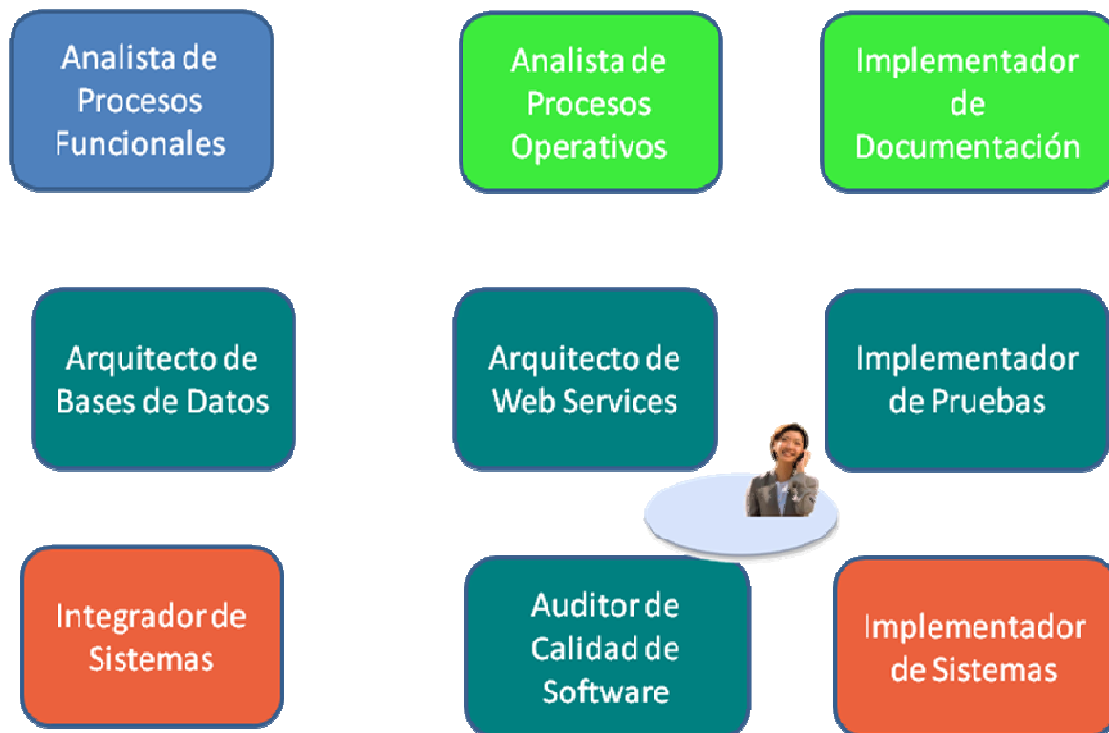 Analista de
Procesos
Funcionales
Analista de
Procesos
Operativos
Implementador
de
Documentación
Arquitecto de
Bases de Datos
Arquitecto de
Web Services
Implementador
de Pruebas
Integrador de
Sistemas
Auditor de
Calidad de
Software
Implementador
de Sistemas